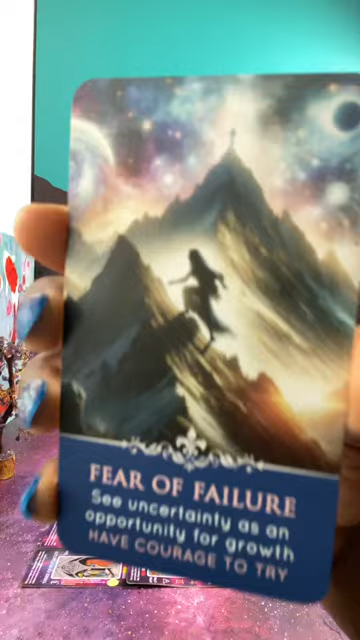 FEAR OF FAILURE
See uncertainty as an
opportunity for growth
HAVE COURAGE TO TRY